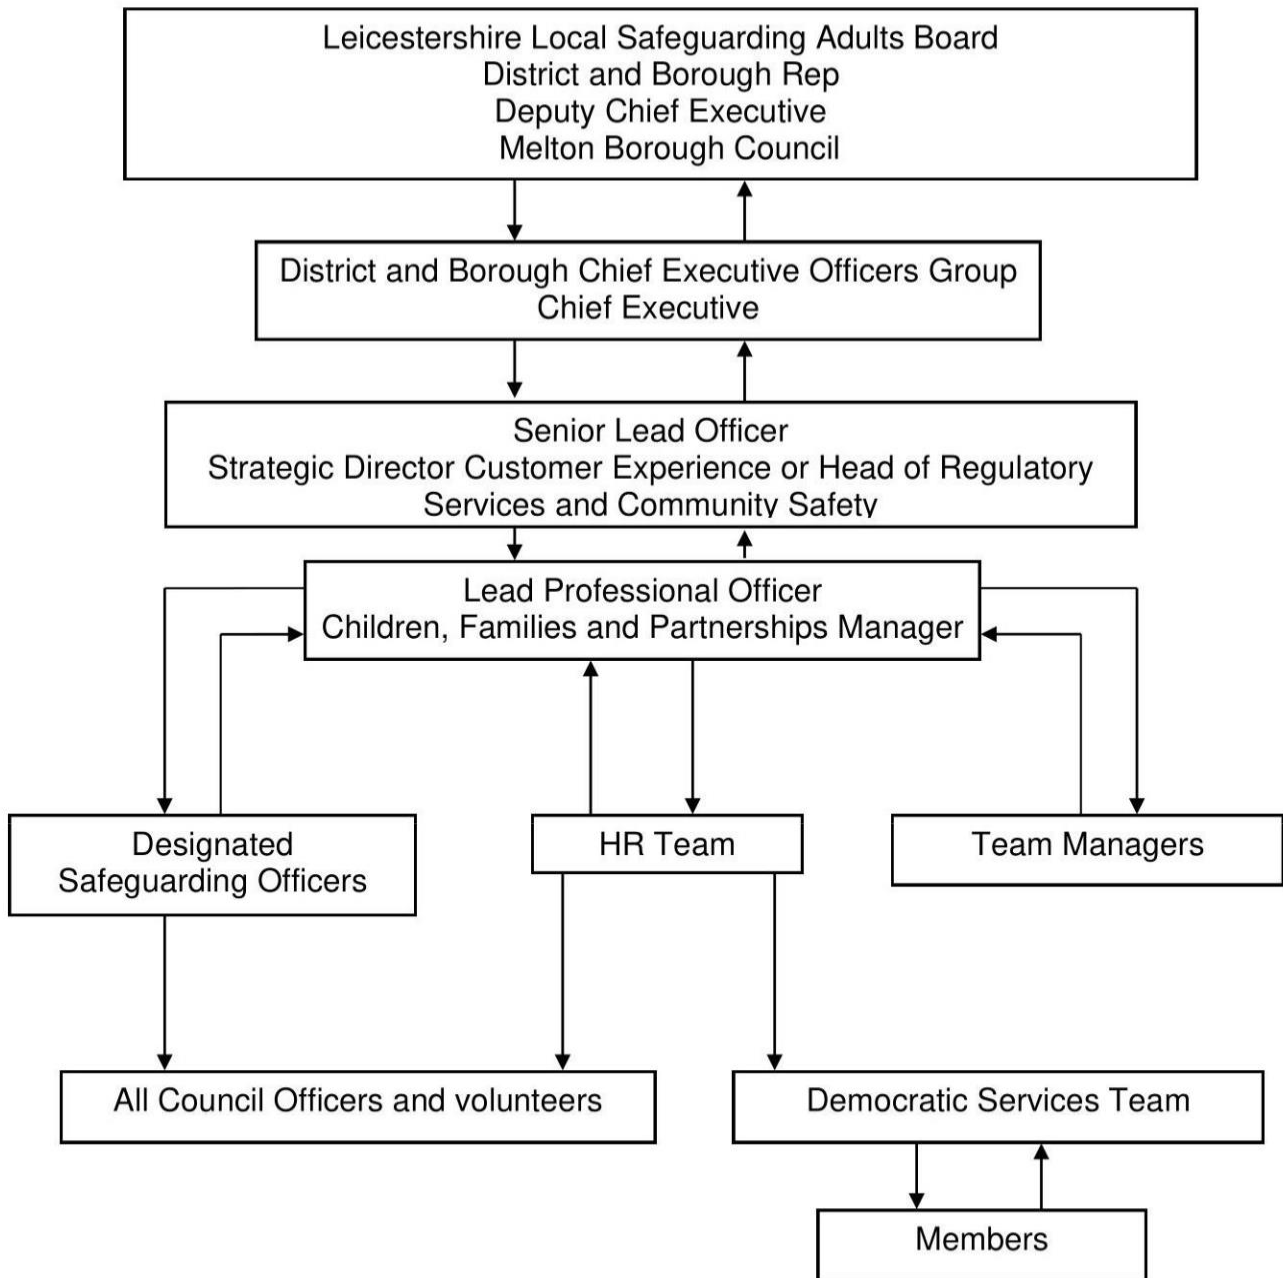 Leicestershire Local Safeguarding Adults Board
District and Borough Rep
Deputy Chief Executive
Melton Borough Council
District and Borough Chief Executive Officers Group
Chief Executive
Senior Lead Officer
Strategic Director Customer Experience or Head of Regulatory
Services and Community Safety
Lead Professional Officer
Children, Families and Partnerships Manager
Designated
Safeguarding Officers
HR Team
Team Managers
All Council Officers and volunteers
Democratic Services Team
Members